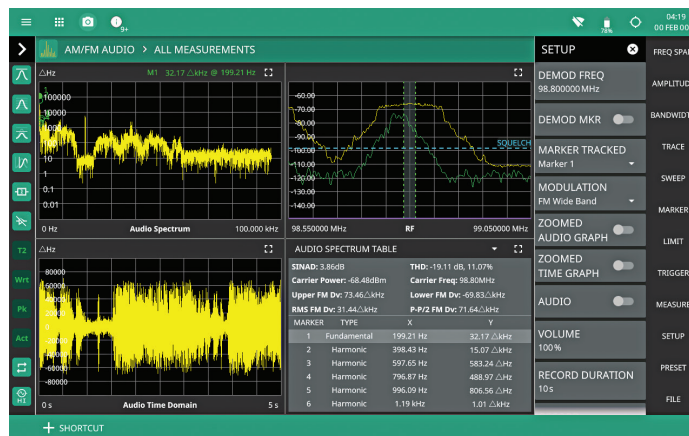 9+
78%
04:19
00 FEB 00
AM/FM AUDIO > ALL MEASUREMENTS
SETUP
FREQ SPA
△Hz
M1 32.17 △kHz @ 199.21 Hz
100000
10000
10
1
0.1
0.01
0 Hz
Audio Spectrum
100.000 kHz
-60.00
-70.00
-80.00
-90.00
SQUELCH
-100.00
-110.00
-120.00
-130.00
-140.00
98.550000 MHz
RF
99.050000 MHz
△Hz
80000
60000
40000
20000
0
-20000
-40000
-60000
-80000
0 s
Audio Time Domain
5 s
AUDIO SPECTRUM TABLE
SINAD: 3.86dB
THD: -19.11 dB, 11.07%
Carrier Power: -68.48dBm
Carrier Freq: 98.80MHz
Upper FM Dv: 73.46△kHz
Lower FM Dv: -69.83△kHz
RMS FM Dv: 31.44△kHz
P-P/2 FM Dv: 71.64△kHz
MARKER TYPE X Y
1 Fundamental 199.21 Hz 32.17 △kHz
2 Harmonic 398.43 Hz 15.07 △kHz
3 Harmonic 597.65 Hz 583.24 △Hz
4 Harmonic 796.87 Hz 488.97 △Hz
5 Harmonic 996.09 Hz 806.56 △Hz
6 Harmonic 1.19 kHz 1.01 △kHz
T2
Wrt
Pk
Act
HI
DEMOD FREQ
98.800000 MHz
DEMOD MKR
MARKER TRACKED
Marker 1
MODULATION
FM Wide Band
ZOOMED
AUDIO GRAPH
ZOOMED
TIME GRAPH
AUDIO
VOLUME
100%
RECORD DURATION
10 s
AMPLITUD
BANDWIDT
TRACE
SWEEP
MARKER
LIMIT
TRIGGER
MEASURE
SETUP
PRESET
FILE
+ SHORTCUT